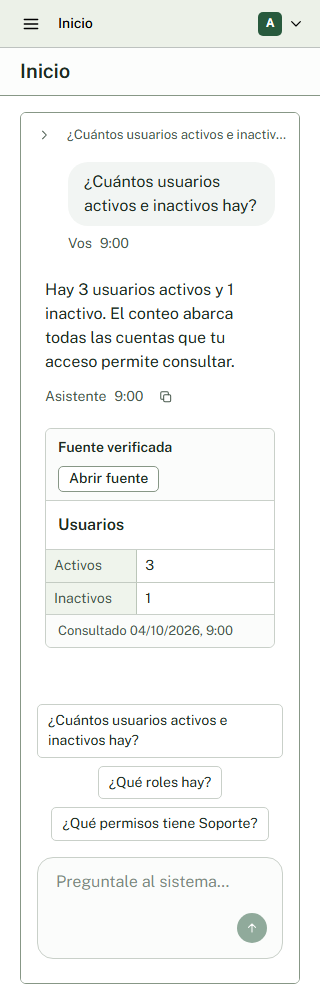 Inicio
A
Inicio
¿Cuántos usuarios activos e inactiv...
¿Cuántos usuarios
activos e inactivos hay?
Vos 9:00
Hay 3 usuarios activos y 1
inactivo. El conteo abarca
todas las cuentas que tu
acceso permite consultar.
Asistente 9:00
Fuente verificada
Abrir fuente
Usuarios
Activos 3
Inactivos 1
Consultado 04/10/2026, 9:00
¿Cuántos usuarios activos e
inactivos hay?
¿Qué roles hay?
¿Qué permisos tiene Soporte?
Preguntale al sistema...